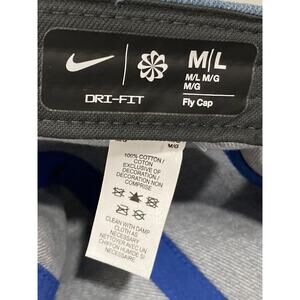 M/L
M/L M/G
M/G
DRI-FIT
Fly Cap
M/G
100% COTTON /
COTON
EXCLUSIVE OF
DECORATION /
DECORATION NON
COMPRISE
CLEAN WITH DAMP
CLOTH AS
NECESSARY
NETTOYER AVEC UN
CHIFFON HUMIDE SI
NECESSAIRE